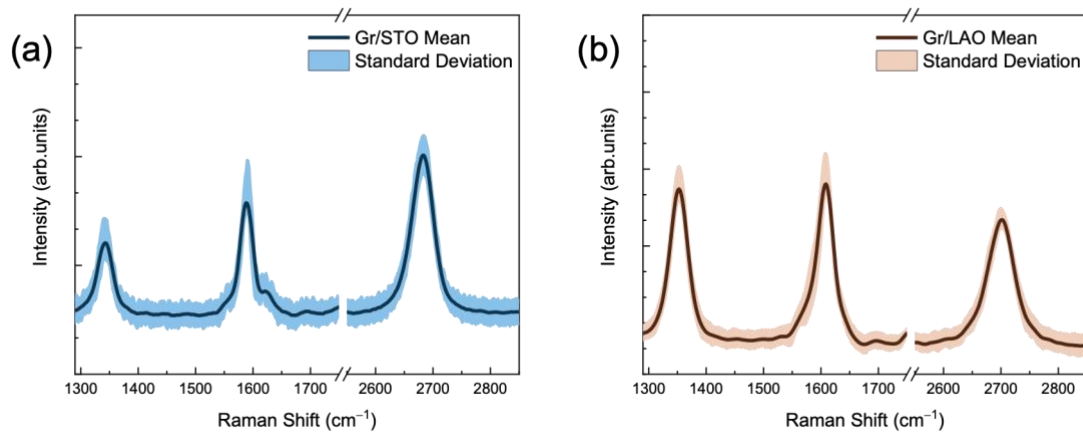 (a)
Gr/STO Mean
Standard Deviation
Intensity (arb.units)
1300 1400 1500 1600 1700 2600 2700 2800
Raman Shift (cm⁻¹)
(b)
Gr/LAO Mean
Standard Deviation
Intensity (arb.units)
1300 1400 1500 1600 1700 2600 2700 2800
Raman Shift (cm⁻¹)